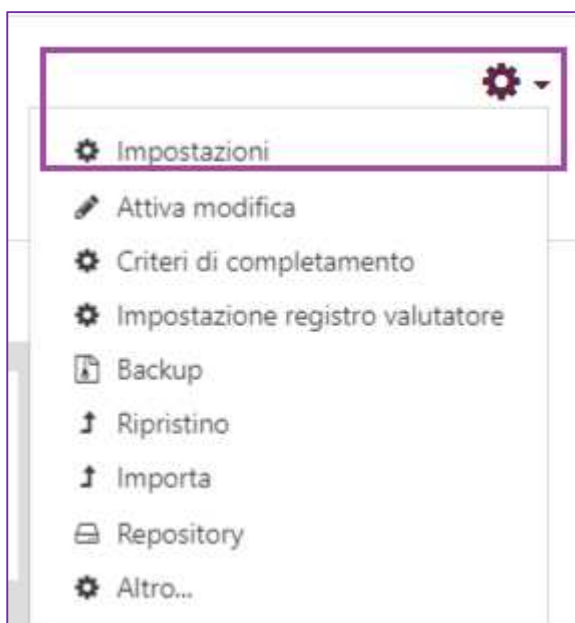 Impostazioni
Attiva modifica
Criteri di completamento
Impostazione registro valutatore
Backup
Ripristino
Importa
Repository
Altro...